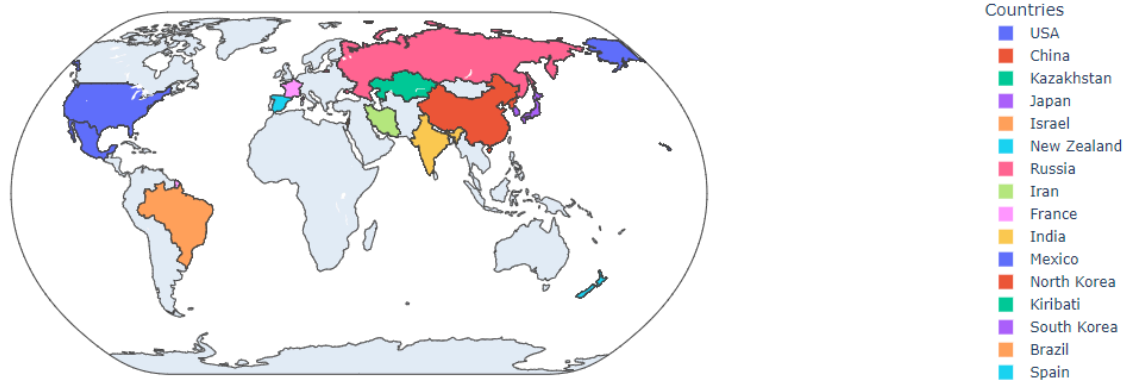 Countries
USA
China
Kazakhstan
Japan
Israel
New Zealand
Russia
Iran
France
India
Mexico
North Korea
Kiribati
South Korea
Brazil
Spain